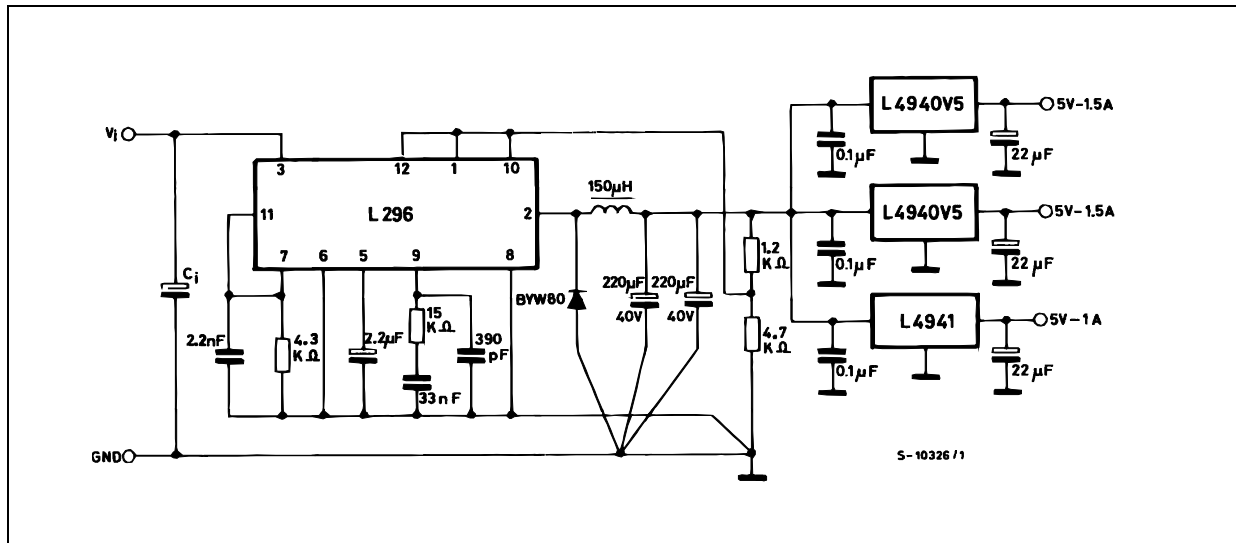 Vi
3
12
1
10
L296
11
2
7
6
5
9
8
Ci
2.2nF
4.3
KΩ
2.2µF
15
KΩ
33nF
390
pF
BYW80
150µH
220µF
40V
220µF
40V
1.2
KΩ
4.7
KΩ
L4940V5
0.1µF
22µF
5V-1.5A
L4940V5
0.1µF
22µF
5V-1.5A
L4941
0.1µF
22µF
5V-1A
GND
S-10326/1